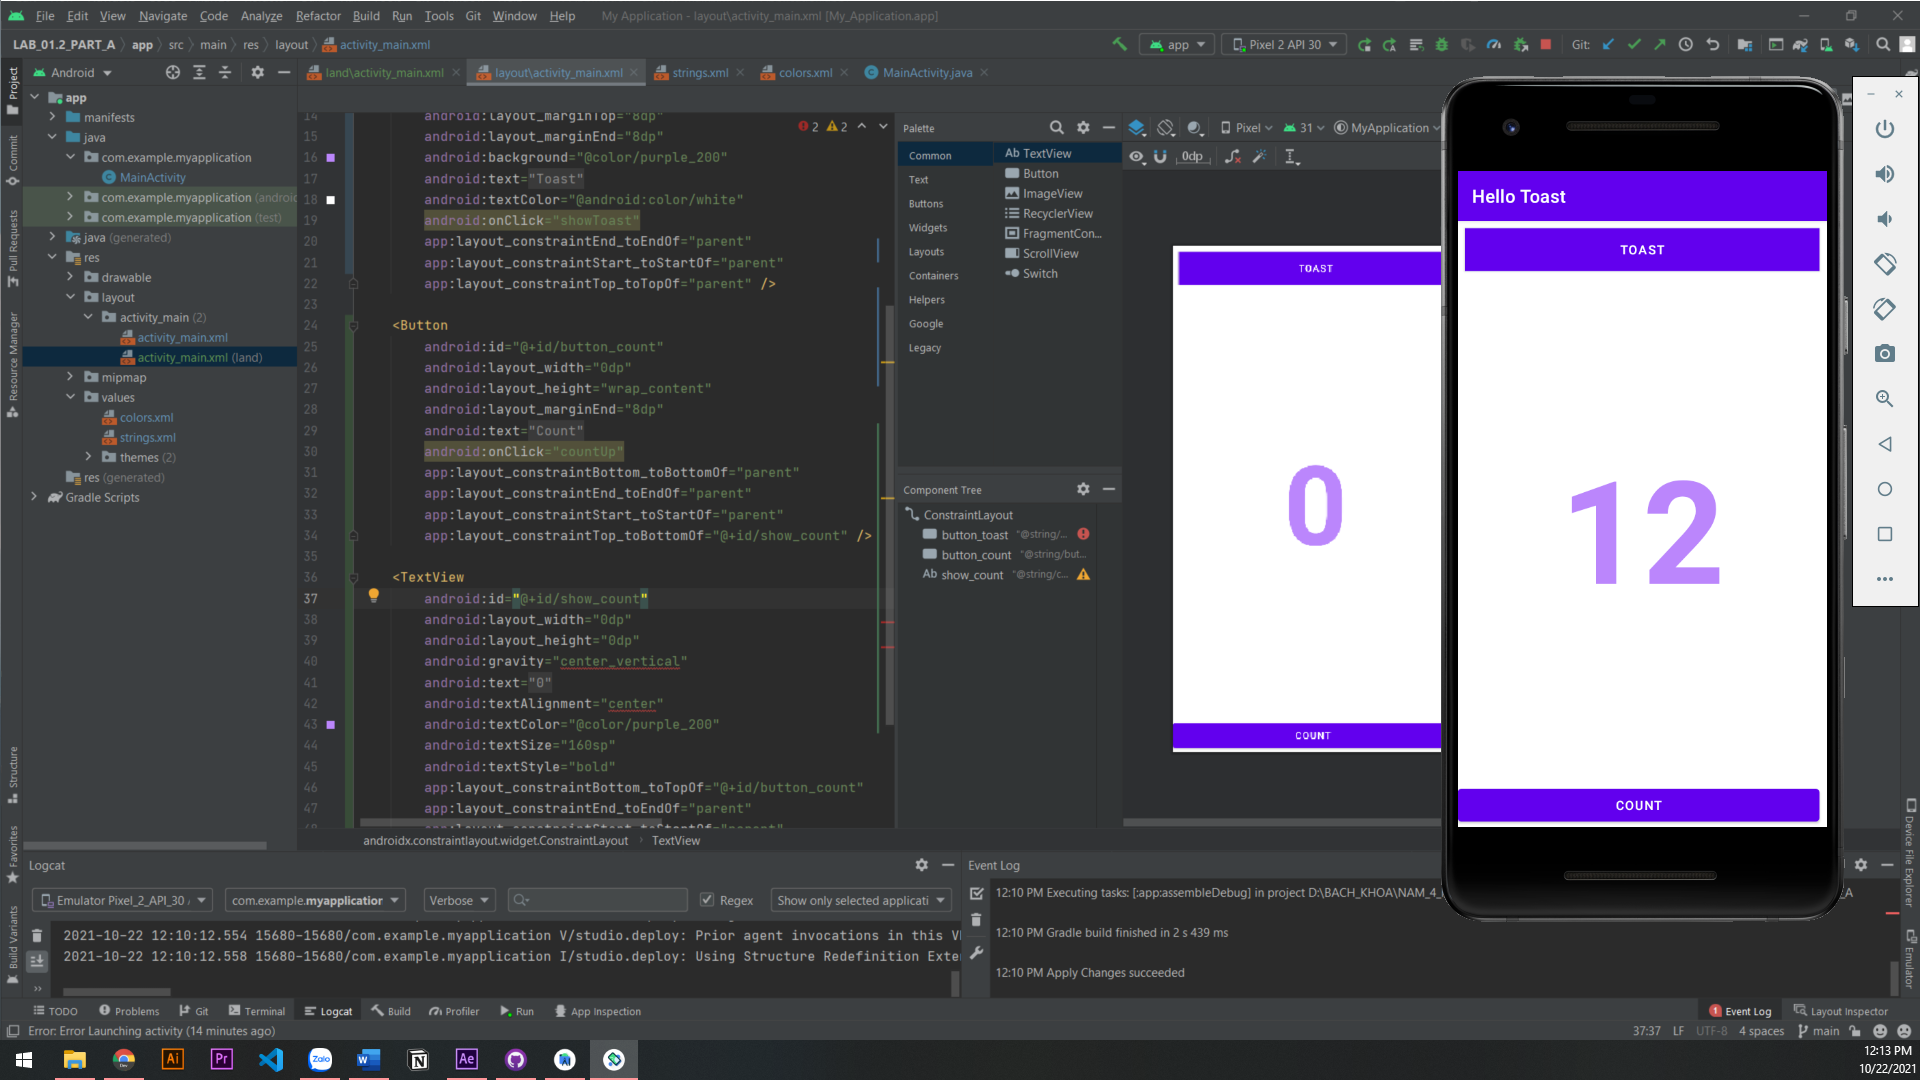 File Edit View Navigate Code Analyze Refactor Build Run Tools Git Window Help My Application - layout\activity_main.xml [My_Application.app]
LAB_01.2_PART_A app src main res layout activity_main.xml
app Pixel 2 API 30 Git:
Android
land\activity_main.xml layout\activity_main.xml strings.xml colors.xml MainActivity.java
Project
Commit
Pull Requests
Resource Manager
Structure
Favorites
Build Variants
app
manifests
java
com.example.myapplication
MainActivity
com.example.myapplication (androi
com.example.myapplication (test)
java (generated)
res
drawable
layout
activity_main (2)
activity_main.xml
activity_main.xml (land)
mipmap
values
colors.xml
strings.xml
themes (2)
res (generated)
Gradle Scripts
2 2
14 android:layout_marginTop="8dp"
15 android:layout_marginEnd="8dp"
16 android:background="@color/purple_200"
17 android:text="Toast"
18 android:textColor="@android:color/white"
19 android:onClick="showToast"
20 app:layout_constraintEnd_toEndOf="parent"
21 app:layout_constraintStart_toStartOf="parent"
22 app:layout_constraintTop_toTopOf="parent" />
23
24 <Button
25 android:id="@+id/button_count"
26 android:layout_width="0dp"
27 android:layout_height="wrap_content"
28 android:layout_marginEnd="8dp"
29 android:text="Count"
30 android:onClick="countUp"
31 app:layout_constraintBottom_toBottomOf="parent"
32 app:layout_constraintEnd_toEndOf="parent"
33 app:layout_constraintStart_toStartOf="parent"
34 app:layout_constraintTop_toBottomOf="@+id/show_count" />
35
36 <TextView
37 android:id="@+id/show_count"
38 android:layout_width="0dp"
39 android:layout_height="0dp"
40 android:gravity="center_vertical"
41 android:text="0"
42 android:textAlignment="center"
43 android:textColor="@color/purple_200"
44 android:textSize="160sp"
45 android:textStyle="bold"
46 app:layout_constraintBottom_toTopOf="@+id/button_count"
47 app:layout_constraintEnd_toEndOf="parent"
androidx.constraintlayout.widget.ConstraintLayout TextView
Palette
Common
Text
Buttons
Widgets
Layouts
Containers
Helpers
Google
Legacy
Ab TextView
Button
ImageView
RecyclerView
FragmentCon...
ScrollView
Switch
Component Tree
ConstraintLayout
button_toast "@string/...
button_count "@string/but...
Ab show_count "@string/c...
Pixel 31 MyApplication
0dp
TOAST
0
COUNT
Hello Toast
TOAST
12
COUNT
Device File Explorer
Emulator
Logcat
Emulator Pixel_2_API_30 com.example.myapplication Verbose Regex Show only selected applicati
2021-10-22 12:10:12.554 15680-15680/com.example.myapplication V/studio.deploy: Prior agent invocations in this V
2021-10-22 12:10:12.558 15680-15680/com.example.myapplication I/studio.deploy: Using Structure Redefinition Exte
Event Log
12:10 PM Executing tasks: [:app:assembleDebug] in project D:\BACH_KHOA\NAM_4_
12:10 PM Gradle build finished in 2 s 439 ms
12:10 PM Apply Changes succeeded
TODO Problems Git Terminal Logcat Build Profiler Run App Inspection 1 Event Log Layout Inspector
Error: Error Launching activity (14 minutes ago) 37:37 LF UTF-8 4 spaces main
Ai Pr Zalo Ae
12:13 PM
10/22/2021